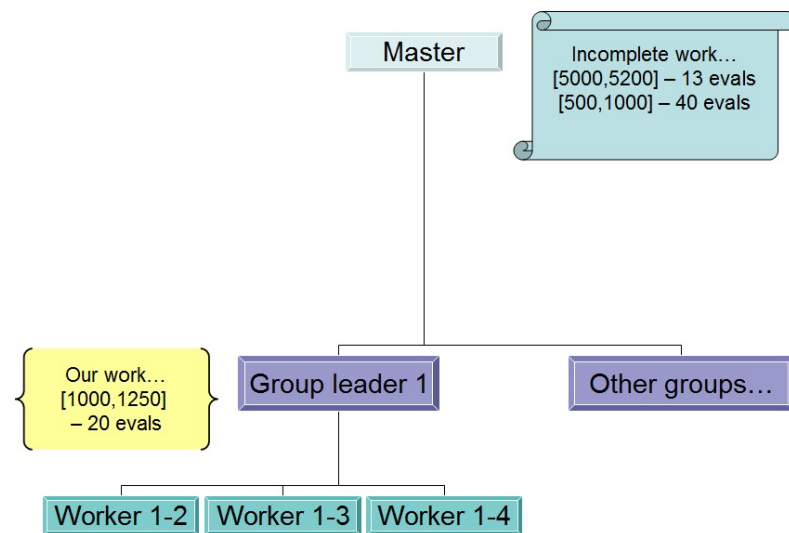 Master
Incomplete work…
[5000,5200] – 13 evals
[500,1000] – 40 evals
Our work…
[1000,1250]
– 20 evals
Group leader 1
Other groups…
Worker 1-2
Worker 1-3
Worker 1-4